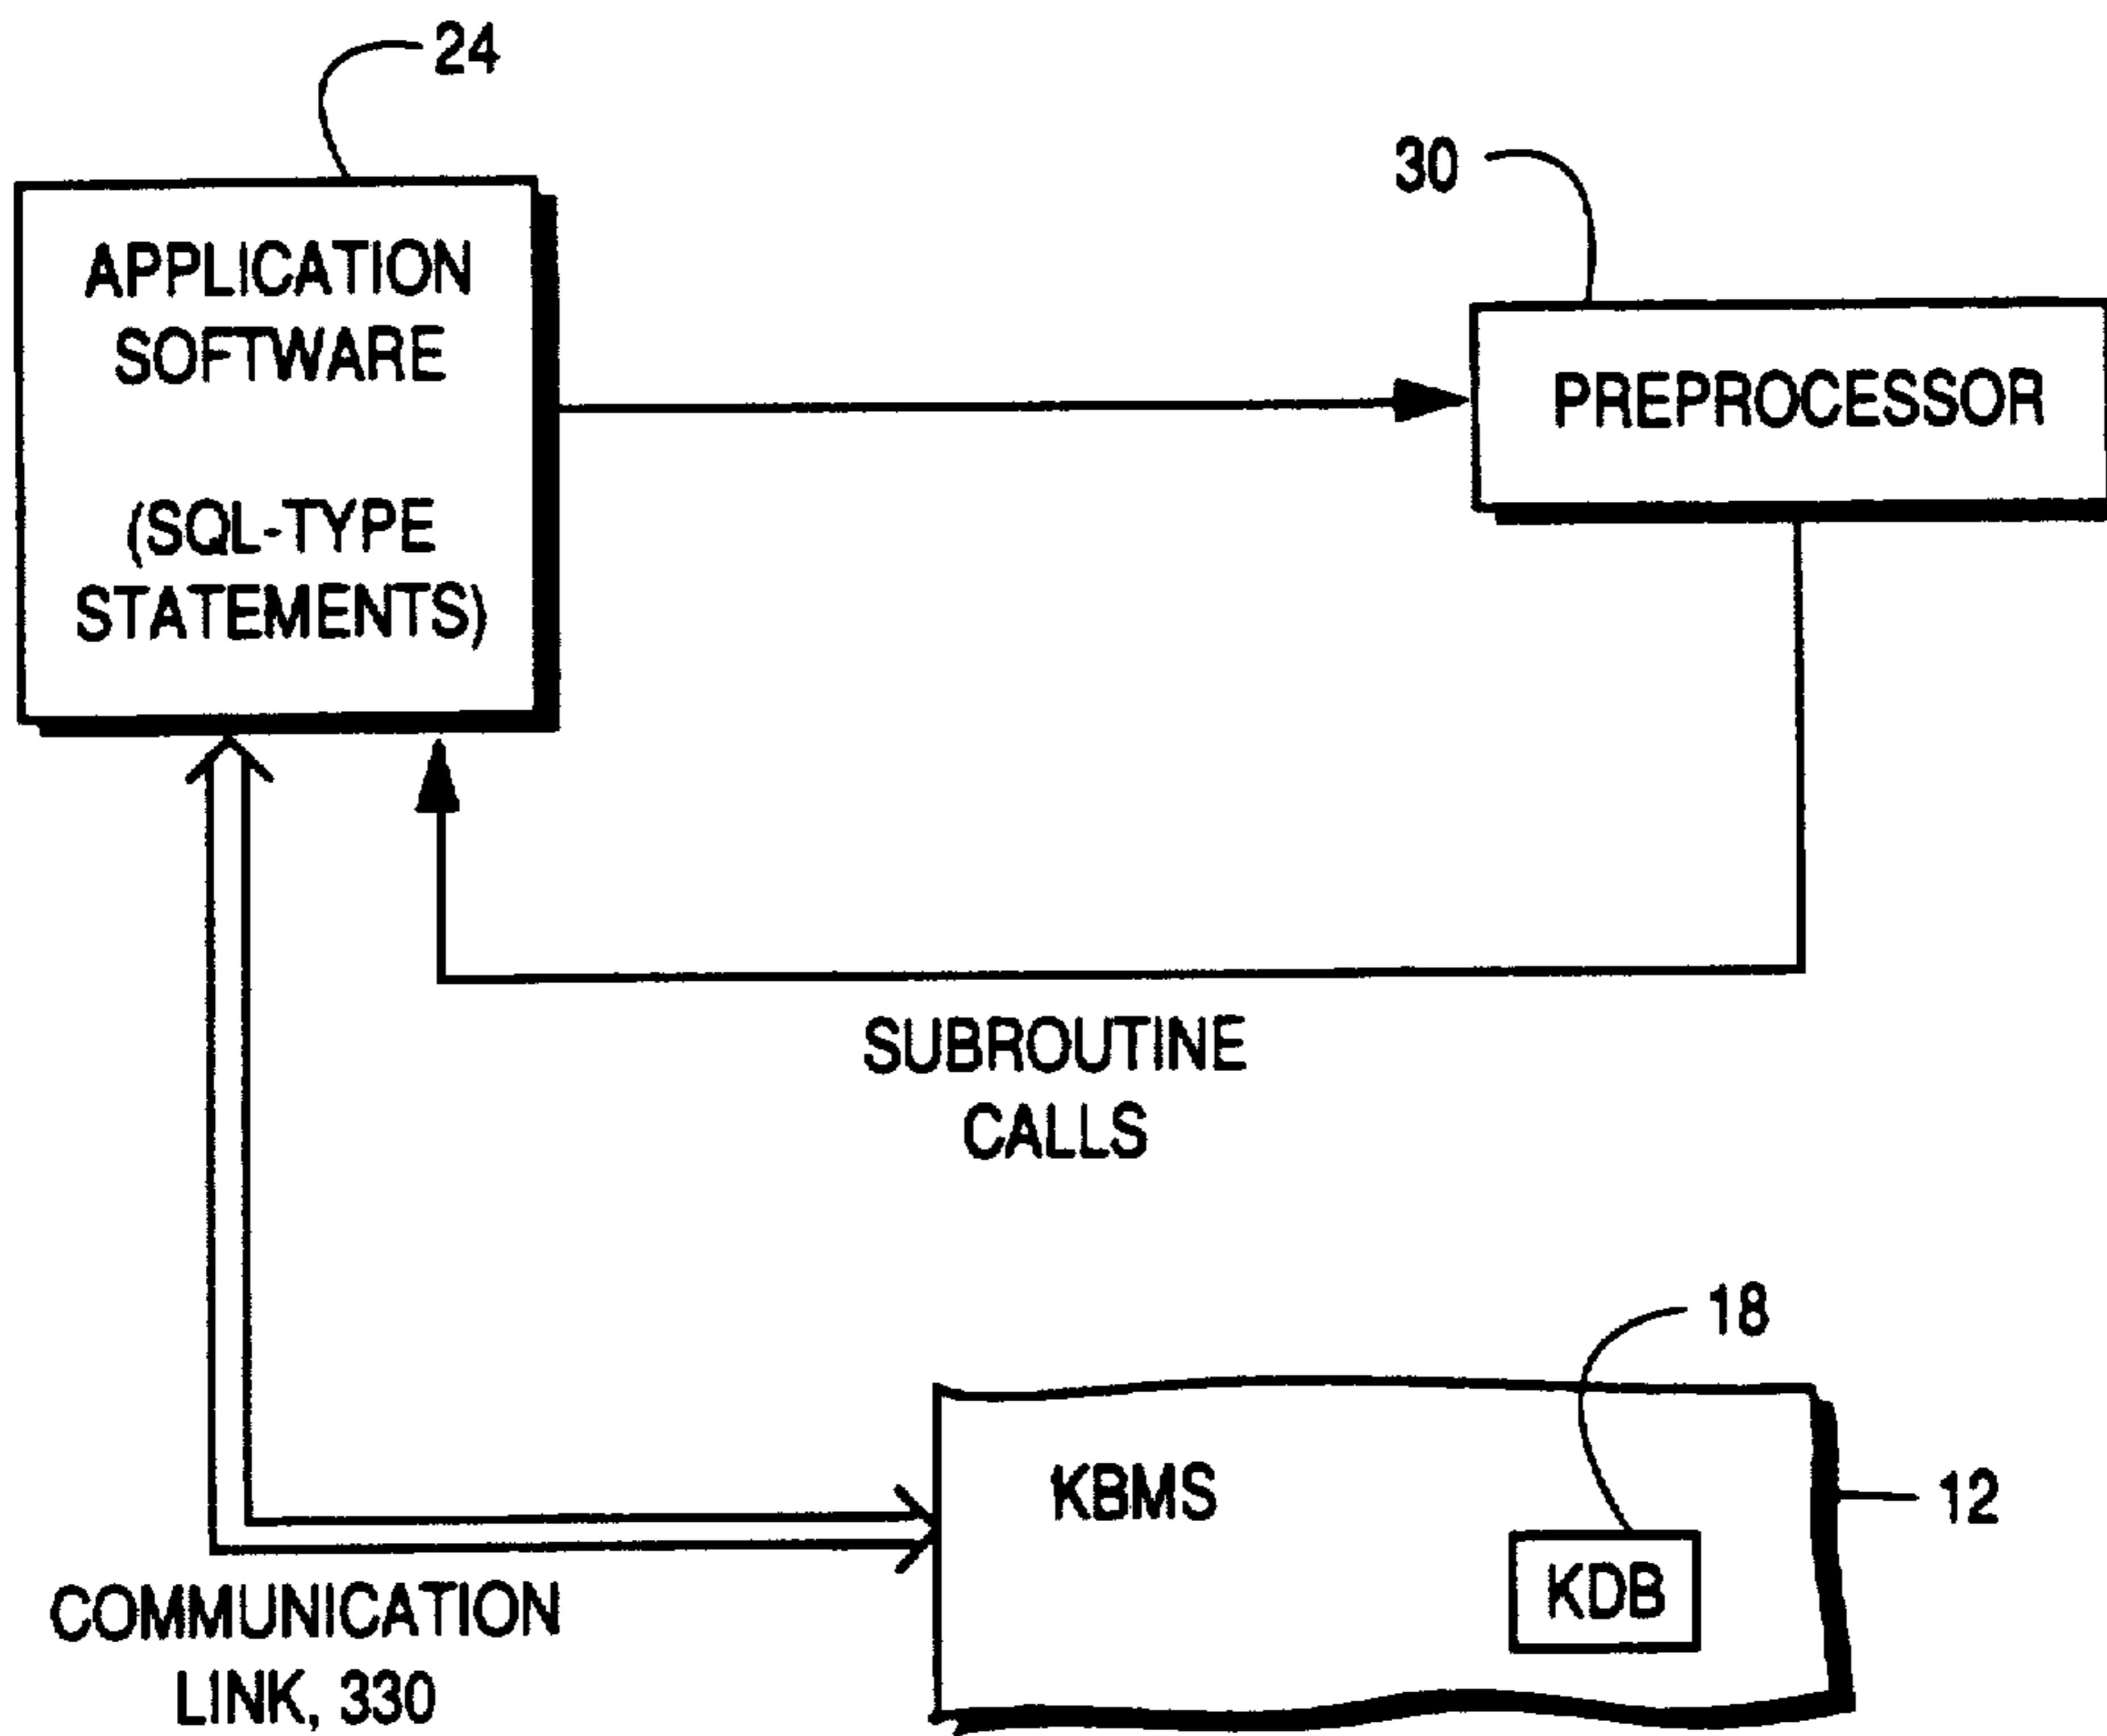 24
30
APPLICATION
SOFTWARE
(SQL-TYPE
STATEMENTS)
PREPROCESSOR
SUBROUTINE
CALLS
18
KBMS
12
KDB
COMMUNICATION
LINK, 330